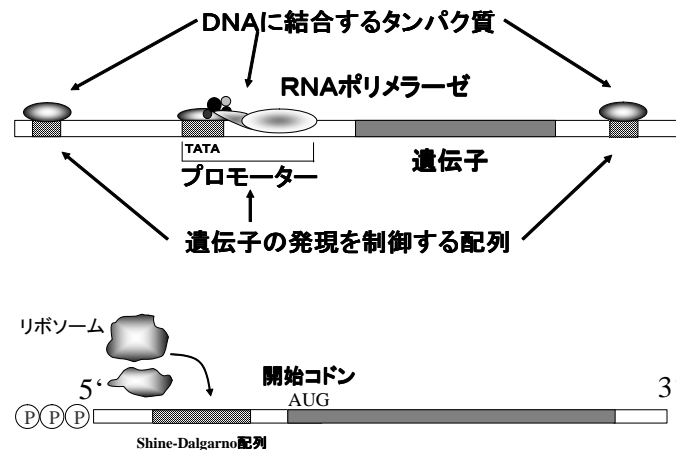 DNAに結合するタンパク質
RNAポリメラーゼ
TATA
プロモーター
遺伝子
遺伝子の発現を制御する配列
リボソーム
5‘
開始コドン
AUG
3‘
P P P
Shine-Dalgarno配列